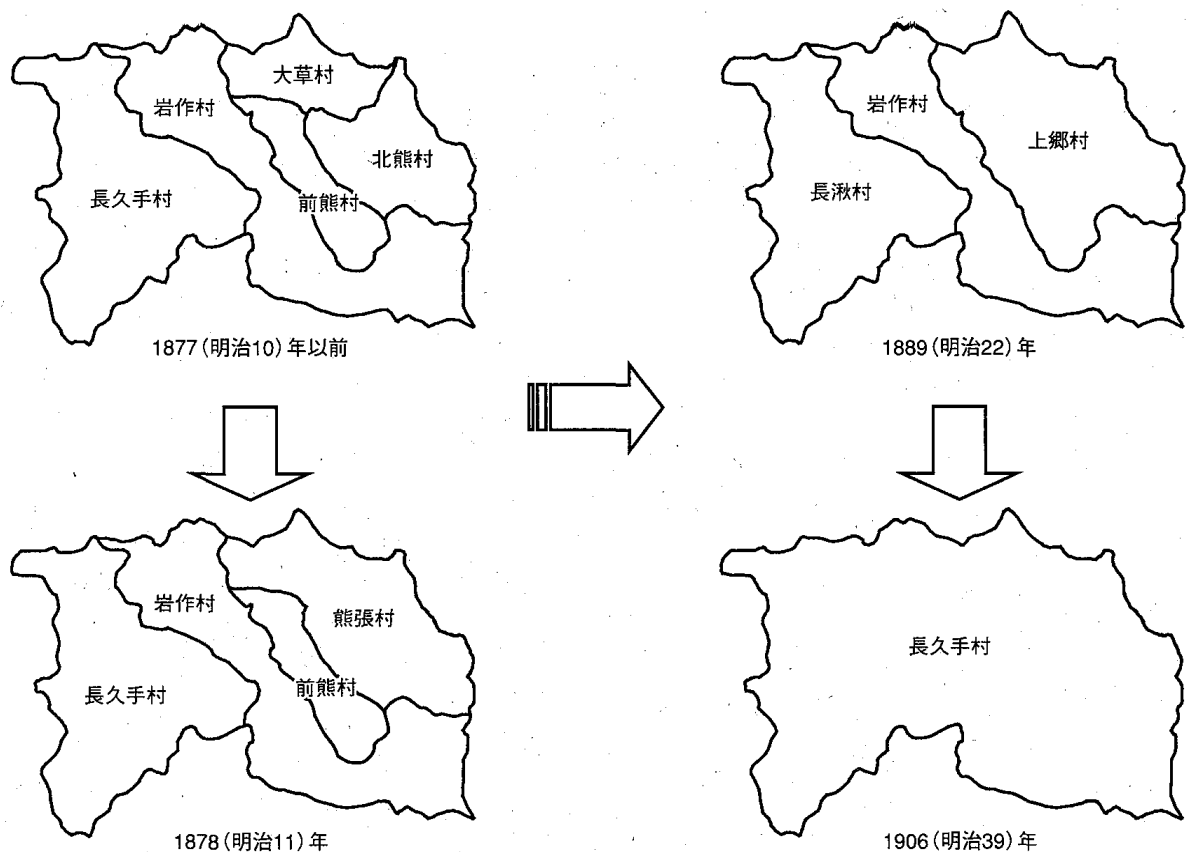 大草村
岩作村
北熊村
長久手村
前熊村
1877(明治10)年以前
岩作村
熊張村
長久手村
前熊村
1878(明治11)年
岩作村
上郷村
長湫村
1889(明治22)年
長久手村
1906(明治39)年